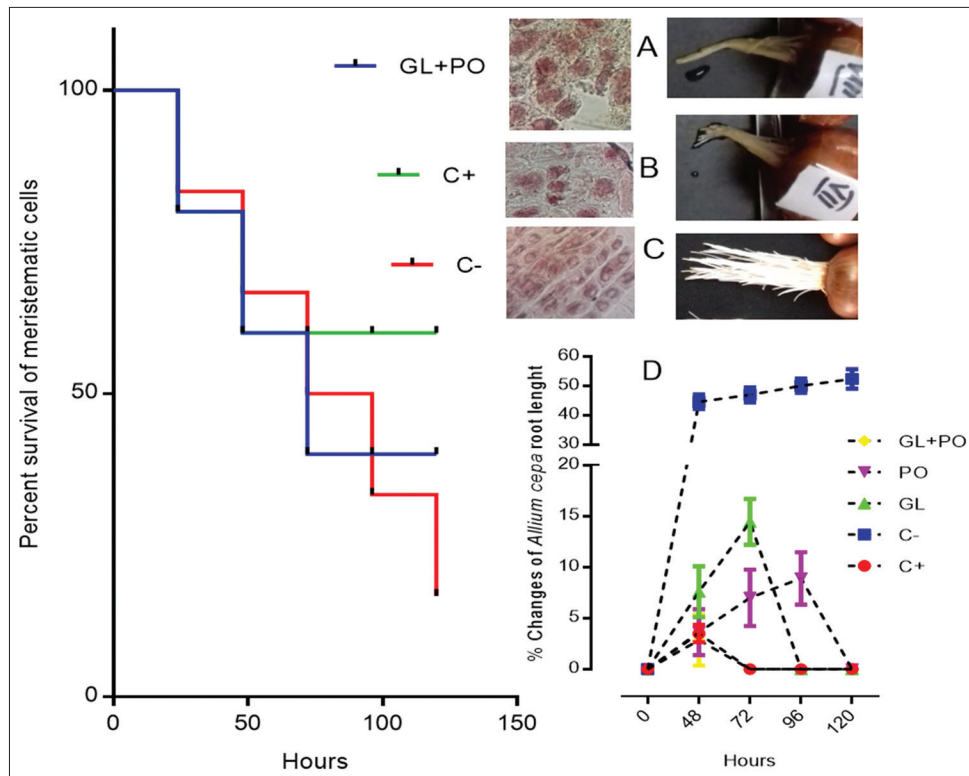 Percent survival of meristematic cells
100
50
0
0
50
100
150
Hours
GL+PO
C+
C-
A
B
VII
C
D
% Changes of Allium cepa root lenght
60
50
40
30
20
15
10
5
0
0
48
72
96
120
Hours
GL+PO
PO
GL
C-
C+